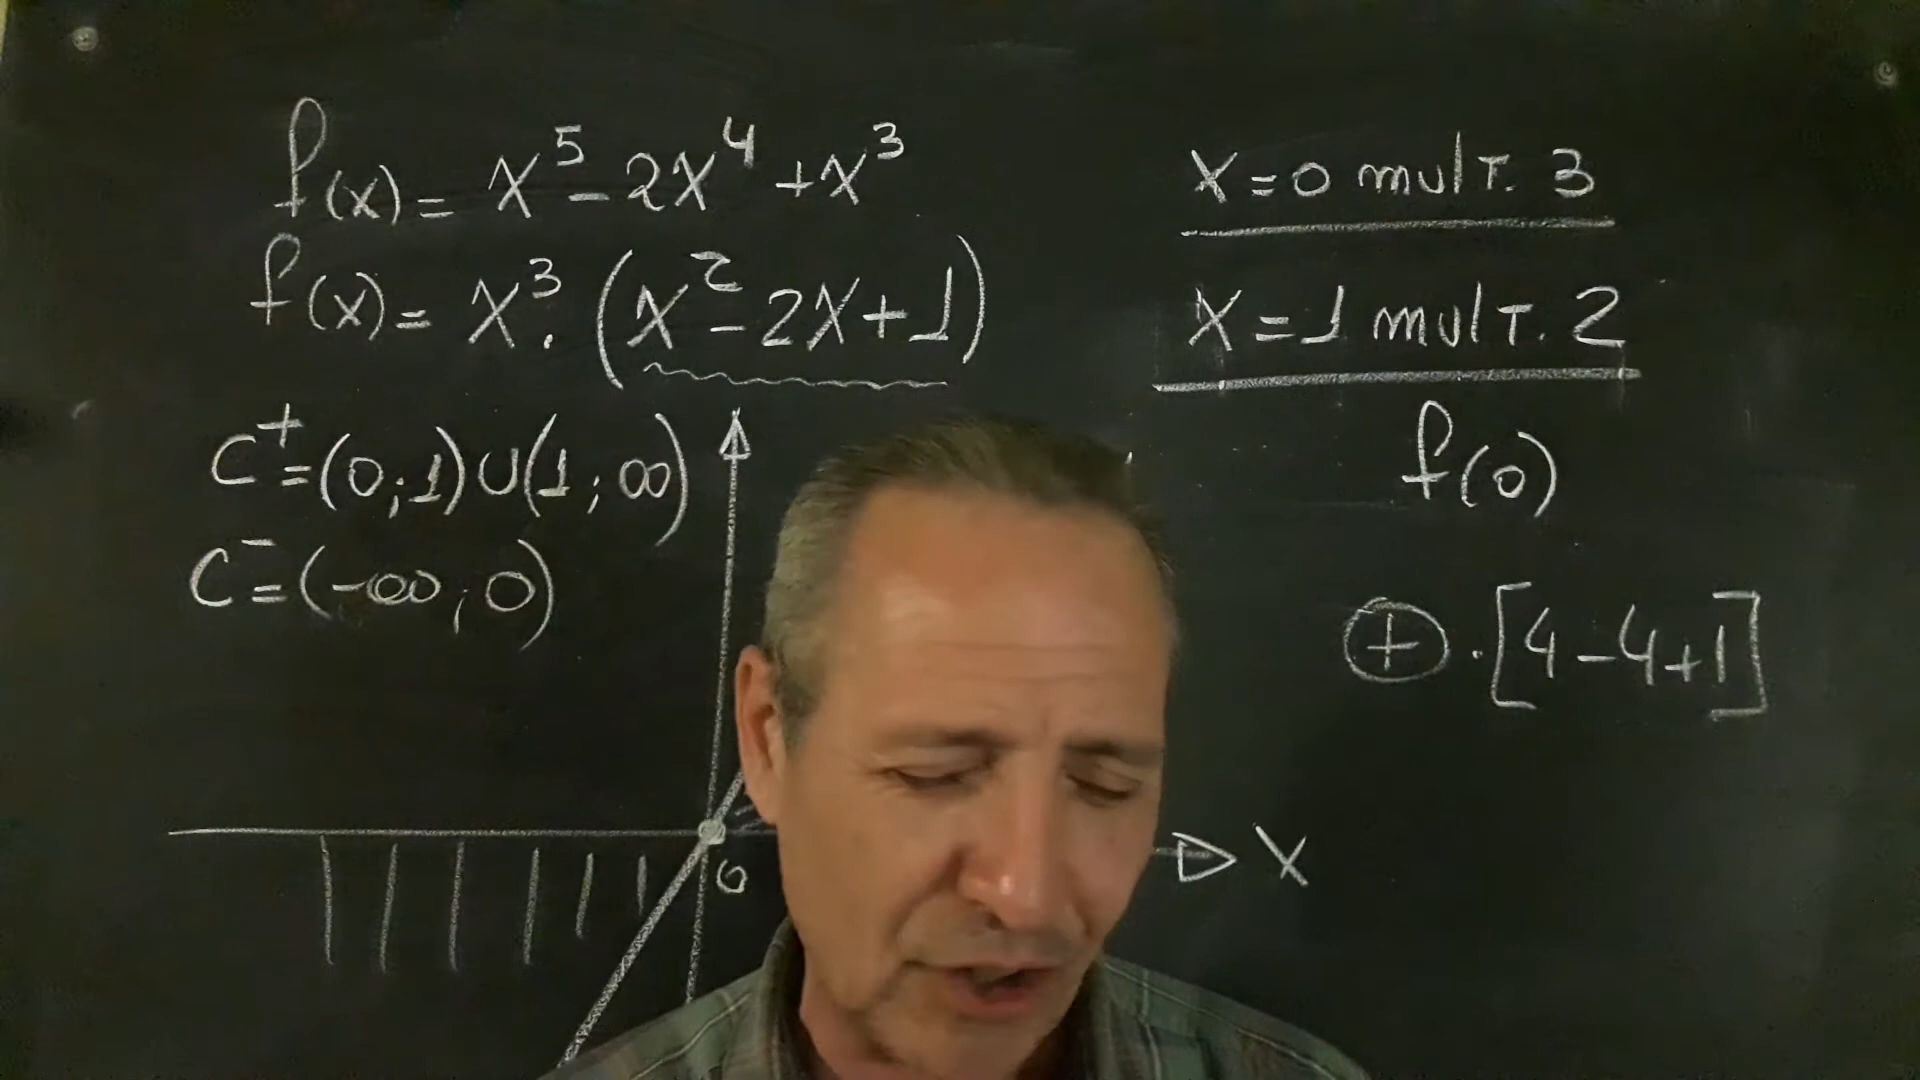 f(x) = x⁵ - 2x⁴ + x³
f(x) = x³ . (x² - 2x + 1)
C⁺ = (0; 1) ∪ (1; ∞)
C⁻ = (-∞; 0)
x = 0 mult. 3
x = 1 mult. 2
f(0)
⊕ . [4 - 4 + 1]
0
X